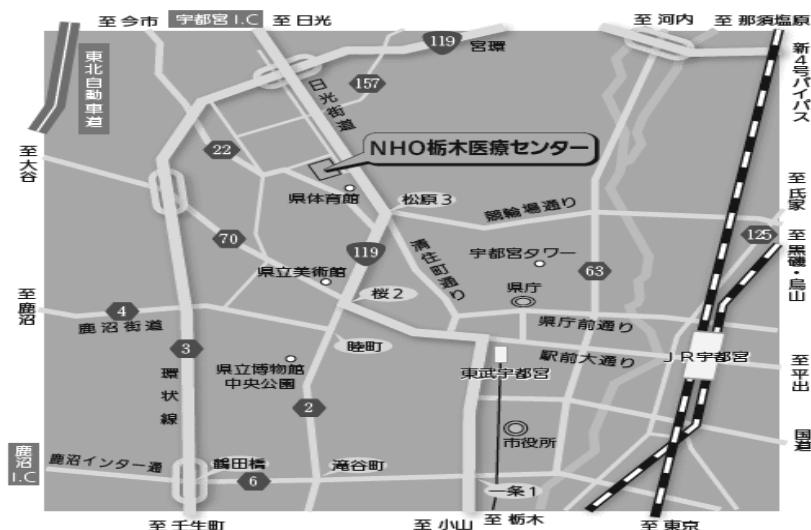 至 今市
宇都宮 I.C
至 日光
至 河内
至 那須塩原
新4号バイパス
東北自動車道
119
宮環
157
日光街道
22
NHO栃木医療センター
至 大谷
県体育館
松原3
競輪場通り
至 氏家
70
119
清住町通り
宇都宮タワー
63
125
至 黒磯・烏山
県立美術館
県庁
桜2
至 鹿沼
4
鹿沼街道
県庁前通り
3
睦町
駅前大通り
JR宇都宮
環状線
県立博物館
中央公園
東武宇都宮
至 平出
2
市役所
国道
鹿沼 I.C
鹿沼インター通
鶴田橋
6
滝谷町
一条1
至 壬生町
至 小山
至 栃木
至 東京